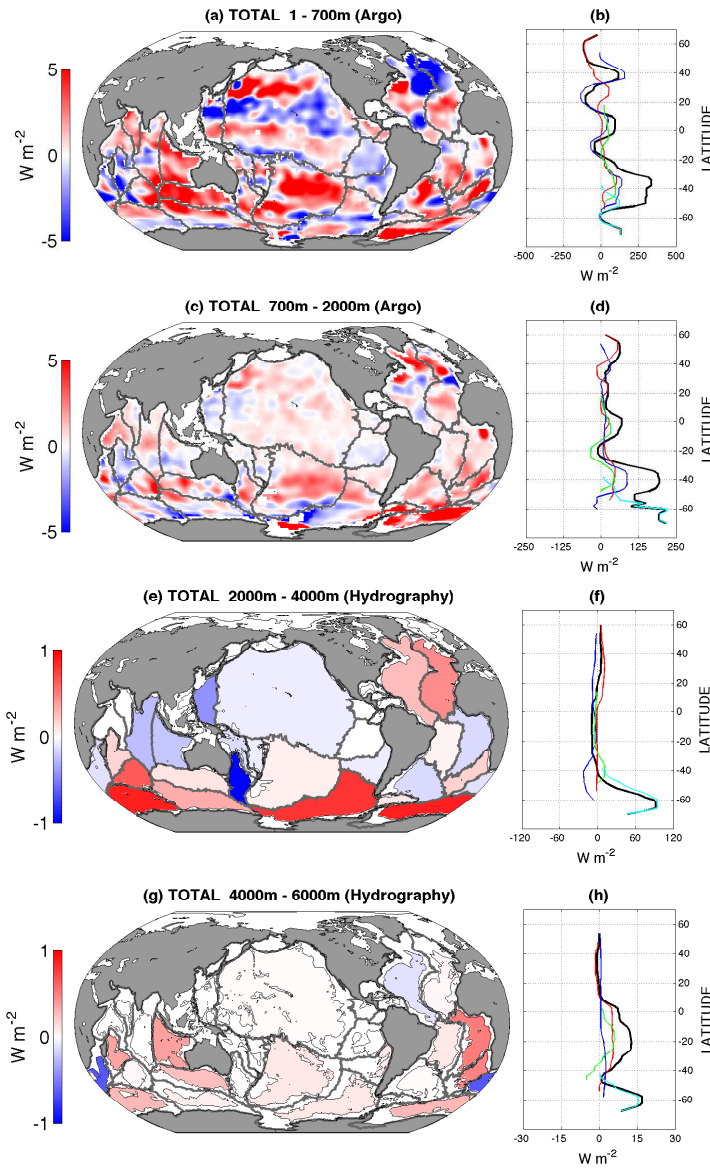 (a) TOTAL 1 - 700m (Argo)
(b)
5
0
-5
W m-2
60
40
20
0
-20
-40
-60
LATITUDE
-500 -250 0 250 500
W m-2
(c) TOTAL 700m - 2000m (Argo)
(d)
5
0
-5
W m-2
60
40
20
0
-20
-40
-60
LATITUDE
-250 -125 0 125 250
W m-2
(e) TOTAL 2000m - 4000m (Hydrography)
(f)
1
0
-1
W m-2
60
40
20
0
-20
-40
-60
LATITUDE
-120 -60 0 60 120
W m-2
(g) TOTAL 4000m - 6000m (Hydrography)
(h)
1
0
-1
W m-2
60
40
20
0
-20
-40
-60
LATITUDE
-30 -15 0 15 30
W m-2